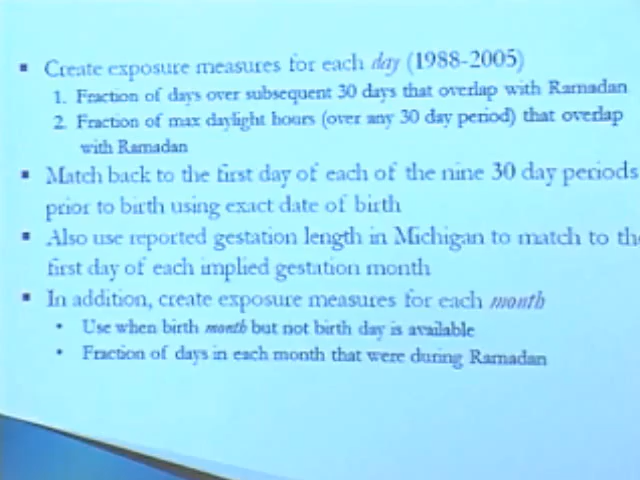 ▪ Create exposure measures for each day (1988-2005)
1. Fraction of days over subsequent 30 days that overlap with Ramadan
2. Fraction of max daylight hours (over any 30 day period) that overlap
with Ramadan
▪ Match back to the first day of each of the nine 30 day periods
prior to birth using exact date of birth
▪ Also use reported gestation length in Michigan to match to the
first day of each implied gestation month
▪ In addition, create exposure measures for each month
• Use when birth month but not birth day is available
• Fraction of days in each month that were during Ramadan